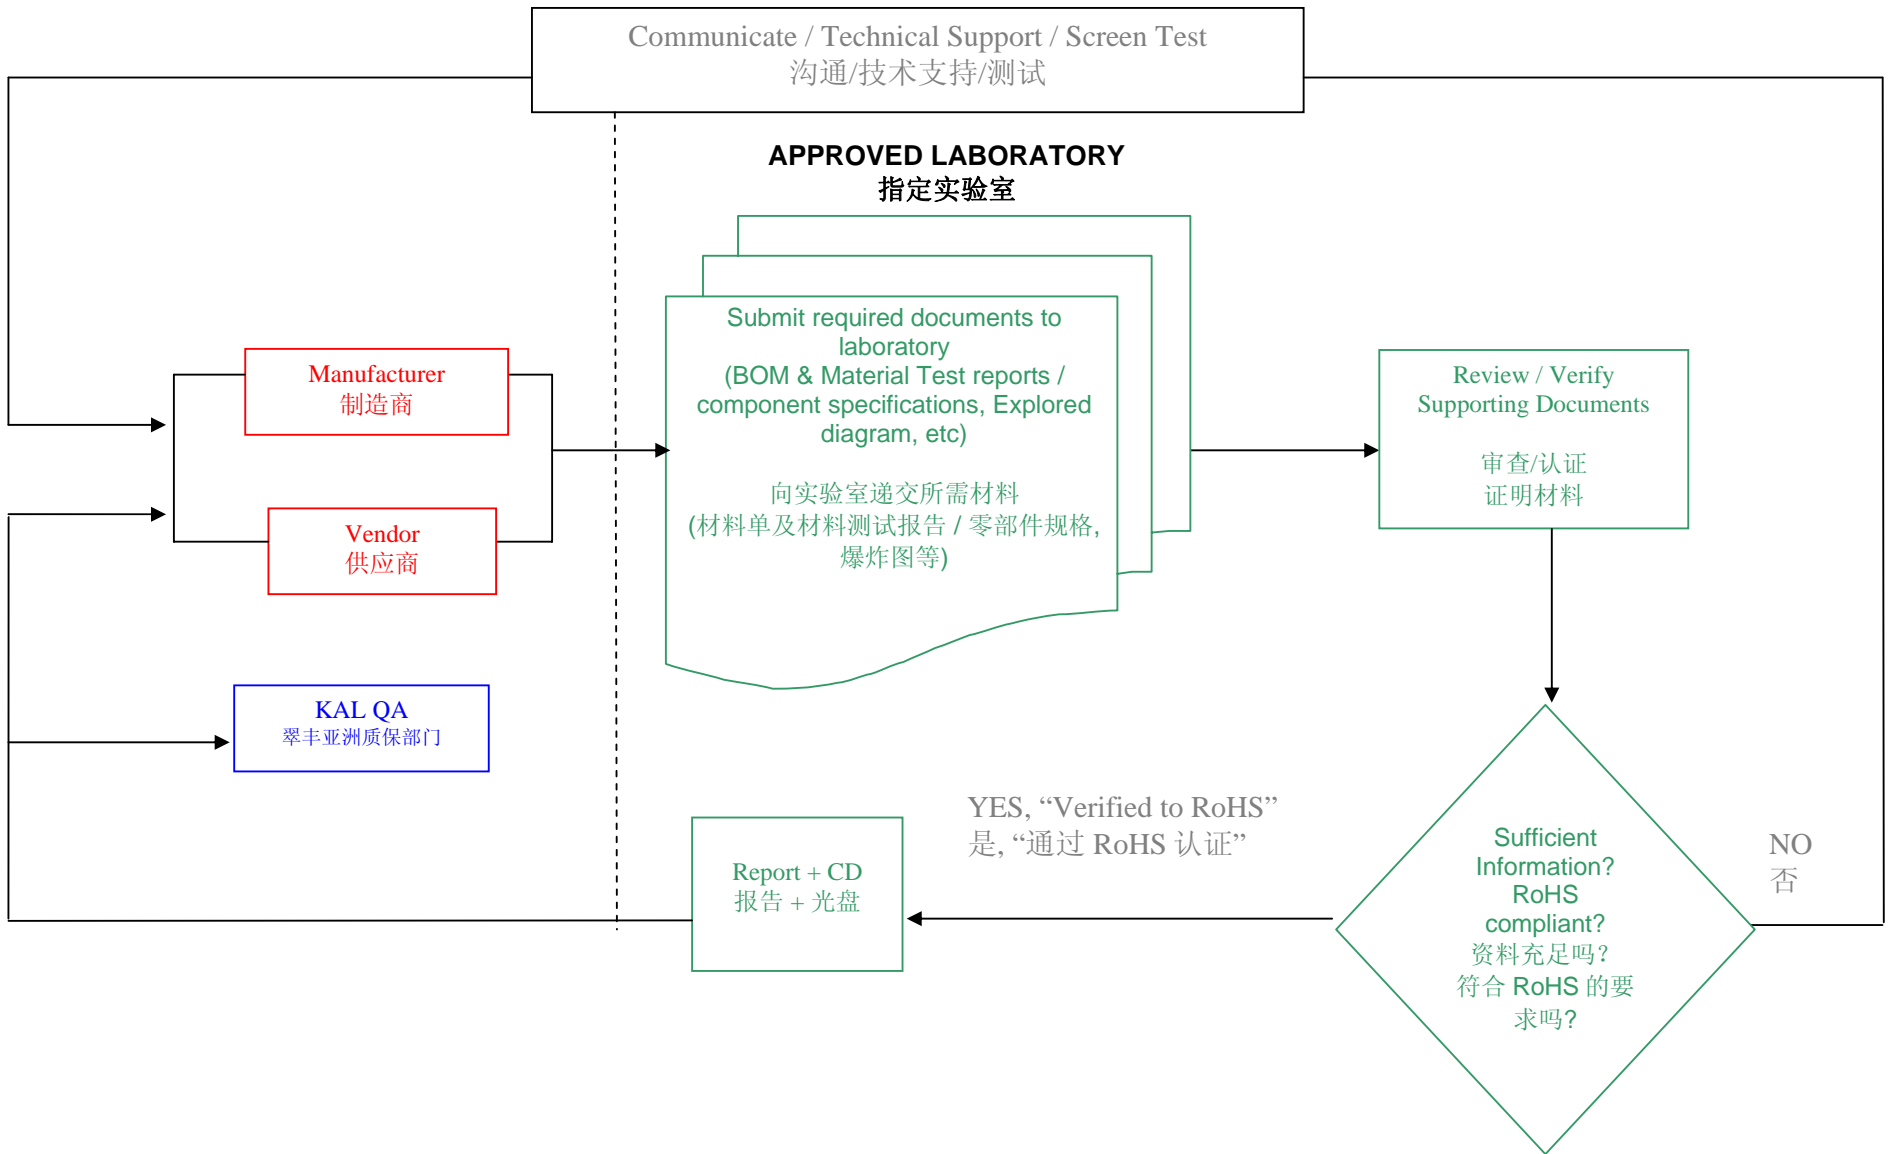 Communicate / Technical Support / Screen Test
沟通/技术支持/测试
APPROVED LABORATORY
指定实验室
Submit required documents to
laboratory
(BOM & Material Test reports /
component specifications, Explored
diagram, etc)
向实验室递交所需材料
(材料单及材料测试报告 / 零部件规格,
爆炸图等)
Manufacturer
制造商
Vendor
供应商
Review / Verify
Supporting Documents
审查/认证
证明材料
KAL QA
翠丰亚洲质保部门
YES, “Verified to RoHS”
是, “通过 RoHS 认证”
Report + CD
报告 + 光盘
Sufficient
Information?
RoHS
compliant?
资料充足吗?
符合 RoHS 的要
求吗?
NO
否